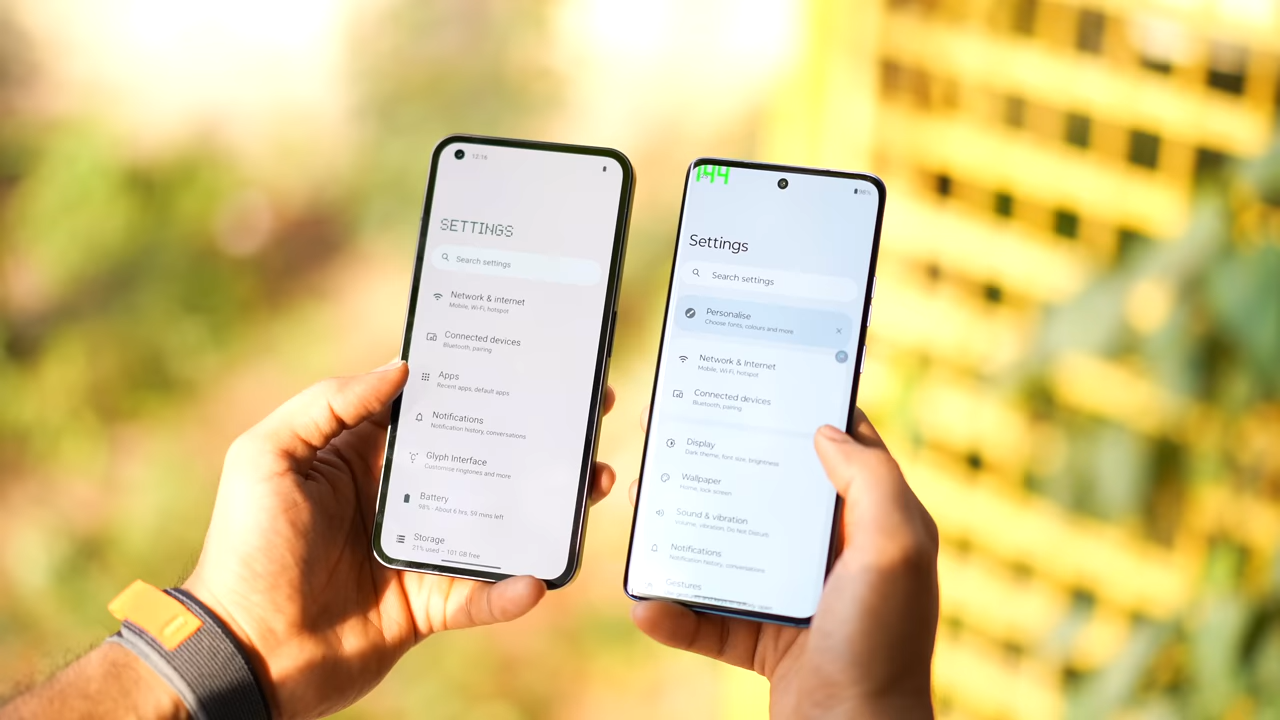 12:16
SETTINGS
Search settings
Network & internet
Mobile, Wi-Fi, hotspot
Connected devices
Bluetooth, pairing
Apps
Recent apps, default apps
Notifications
Notification history, conversations
Glyph Interface
Customise ringtones and more
Battery
98% - About 6 hrs, 59 mins left
Storage
21% used – 101 GB free
144
98%
Settings
Search settings
Personalise
Choose fonts, colours and more
Network & Internet
Mobile, Wi-Fi, hotspot
Connected devices
Bluetooth, pairing
Display
Dark theme, font size, brightness
Wallpaper
Home, lock screen
Sound & vibration
Volume, vibration, Do Not Disturb
Notifications
Notification history, conversations
Gestures